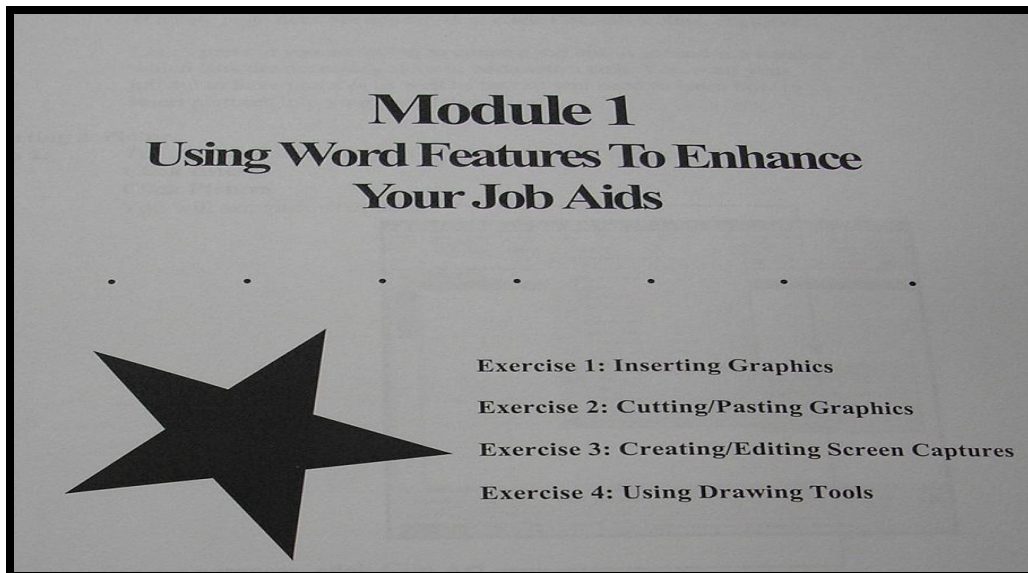 Module 1
Using Word Features To Enhance
Your Job Aids
Exercise 1: Inserting Graphics
Exercise 2: Cutting/Pasting Graphics
Exercise 3: Creating/Editing Screen Captures
Exercise 4: Using Drawing Tools